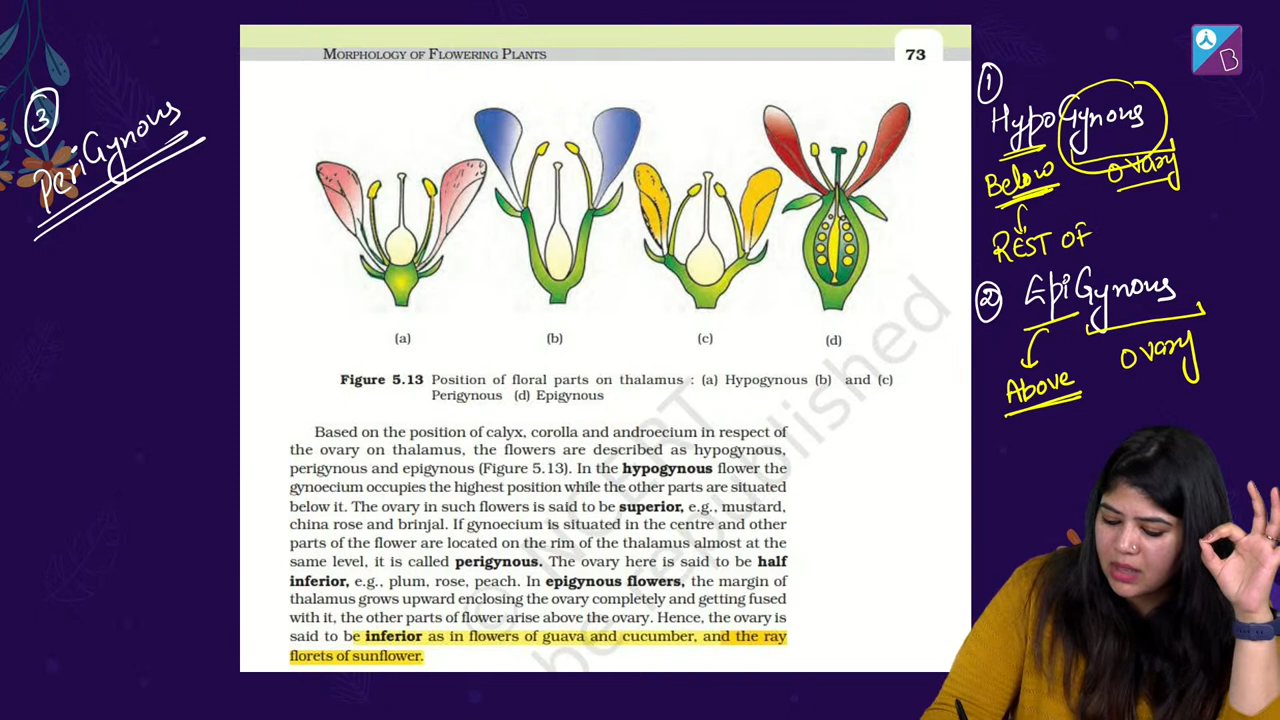 MORPHOLOGY OF FLOWERING PLANTS
73
③
PeriGynous
①
HypoGynous
Below
Ovary
REST OF
②
EpiGynous
Above
Ovary
B
(a)
(b)
(c)
(d)
Figure 5.13 Position of floral parts on thalamus : (a) Hypogynous (b) and (c)
Perigynous (d) Epigynous
Based on the position of calyx, corolla and androecium in respect of
the ovary on thalamus, the flowers are described as hypogynous,
perigynous and epigynous (Figure 5.13). In the hypogynous flower the
gynoecium occupies the highest position while the other parts are situated
below it. The ovary in such flowers is said to be superior, e.g., mustard,
china rose and brinjal. If gynoecium is situated in the centre and other
parts of the flower are located on the rim of the thalamus almost at the
same level, it is called perigynous. The ovary here is said to be half
inferior, e.g., plum, rose, peach. In epigynous flowers, the margin of
thalamus grows upward enclosing the ovary completely and getting fused
with it, the other parts of flower arise above the ovary. Hence, the ovary is
said to be inferior as in flowers of guava and cucumber, and the ray
florets of sunflower.
© NCERT
be republished